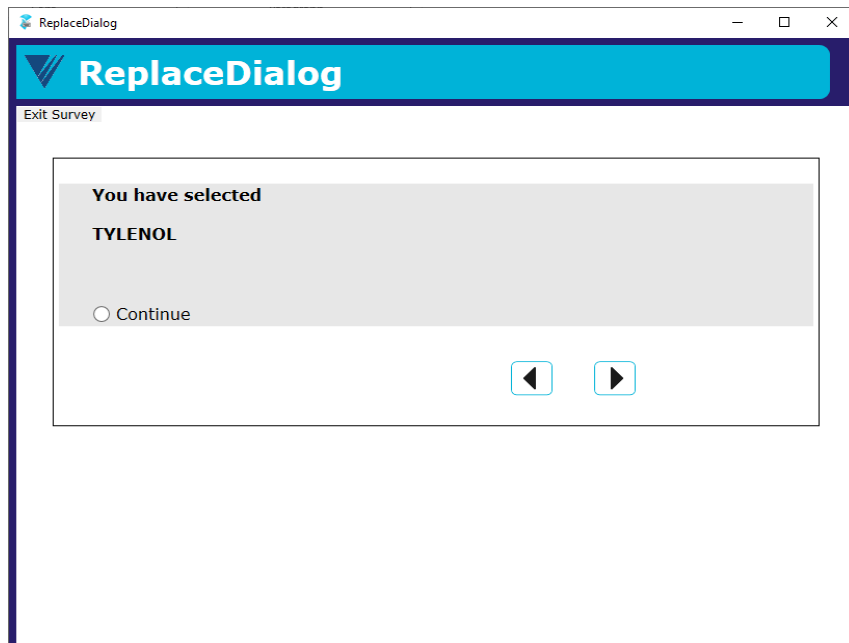 ReplaceDialog
ReplaceDialog
Exit Survey
You have selected
TYLENOL
Continue